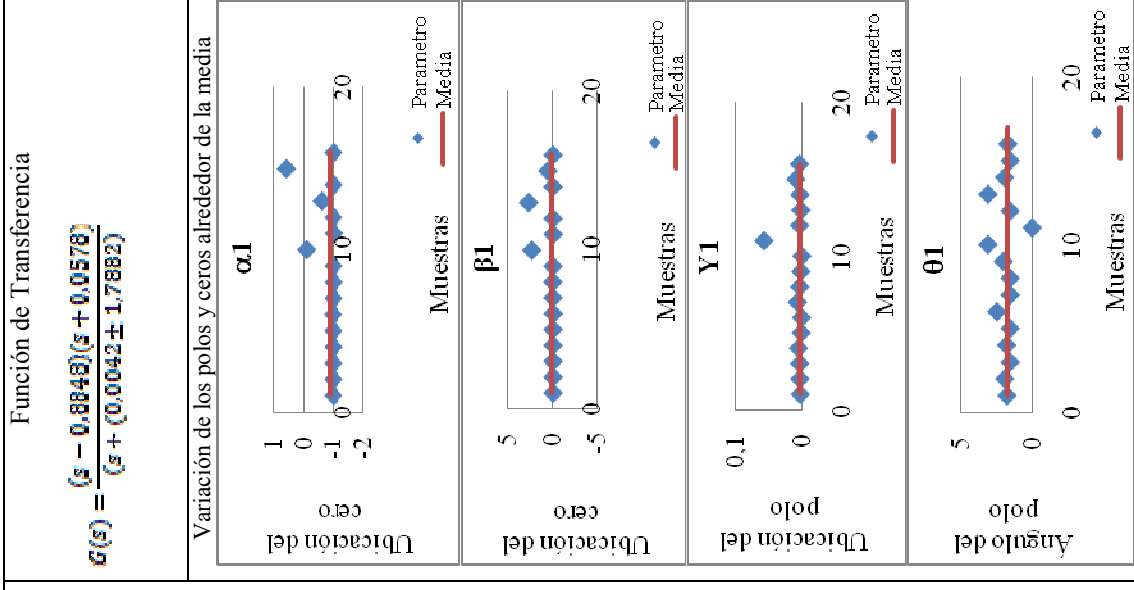 Función de Transferencia
G(s) = (s − 0,8848)(s + 0,0578) / (s + (0,0042 ± 1,7882)
Variación de los polos y ceros alrededor de la media
α1
Ubicación del
cero
1
0
-1
-2
0
10
20
Muestras
Parametro
Media
β1
Ubicación del
cero
5
0
-5
0
10
20
Muestras
Parametro
Media
Υ1
Ubicación del
polo
0,1
0
0
10
20
Muestras
Parametro
Media
θ1
Ángulo del
polo
5
0
0
10
20
Muestras
Parametro
Media